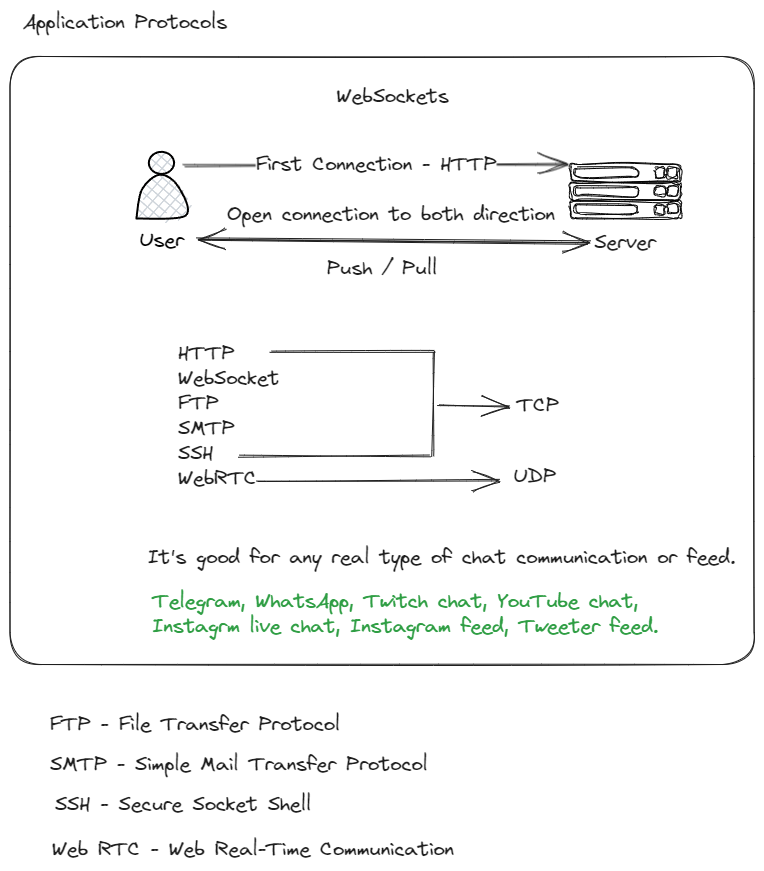 Application Protocols
WebSockets
First Connection - HTTP
Open connection to both direction
User
Server
Push / Pull
HTTP
WebSocket
FTP
TCP
SMTP
SSH
WebRTC
UDP
It's good for any real type of chat communication or feed.
Telegram, WhatsApp, Twitch chat, YouTube chat,
Instagrm live chat, Instagram feed, Tweeter feed.
FTP - File Transfer Protocol
SMTP - Simple Mail Transfer Protocol
SSH - Secure Socket Shell
Web RTC - Web Real-Time Communication